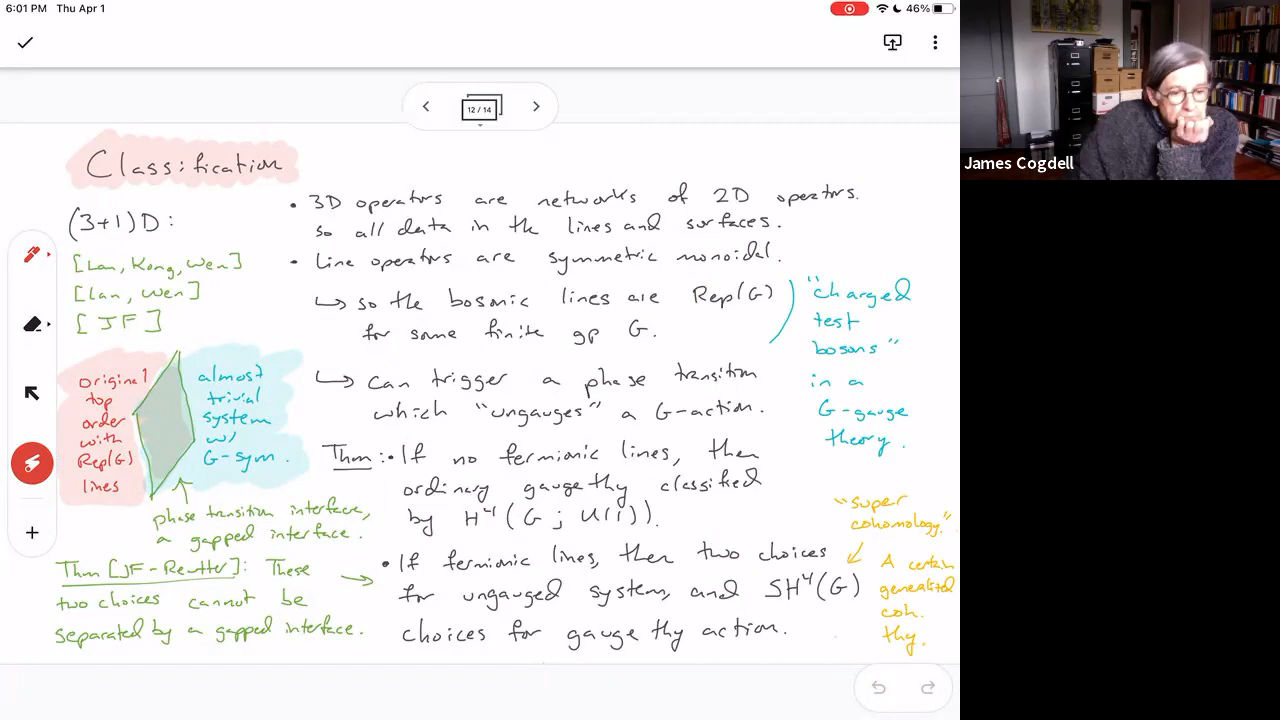 6:01 PM Thu Apr 1
46%
12 / 14
Classification
(3+1)D:
[Lan, Kong, Wen]
[Lan, Wen]
[JF]
• 3D operators are networks of 2D operators.
so all data in the lines and surfaces.
• Line operators are symmetric monoidal.
↳ so the bosonic lines are Rep(G)
for some finite gp G.
"charged
test
bosons"
in a
G-gauge
theory.
↳ can trigger a phase transition
which "ungauges" a G-action.
original
top
order
with
Rep(G)
lines
almost
trivial
system
w/
G-sym.
phase transition interface,
a gapped interface.
Thm: • If no fermionic lines, then
ordinary gauge thy classified
by H⁴(G; U(1)).
• If fermionic lines, then two choices
for ungauged system, and SH⁴(G)
choices for gauge thy action.
"super
cohomology."
A certain
generalized
coh.
thy.
Thm [JF-Reutter]: These
two choices cannot be
separated by a gapped interface.
James Cogdell